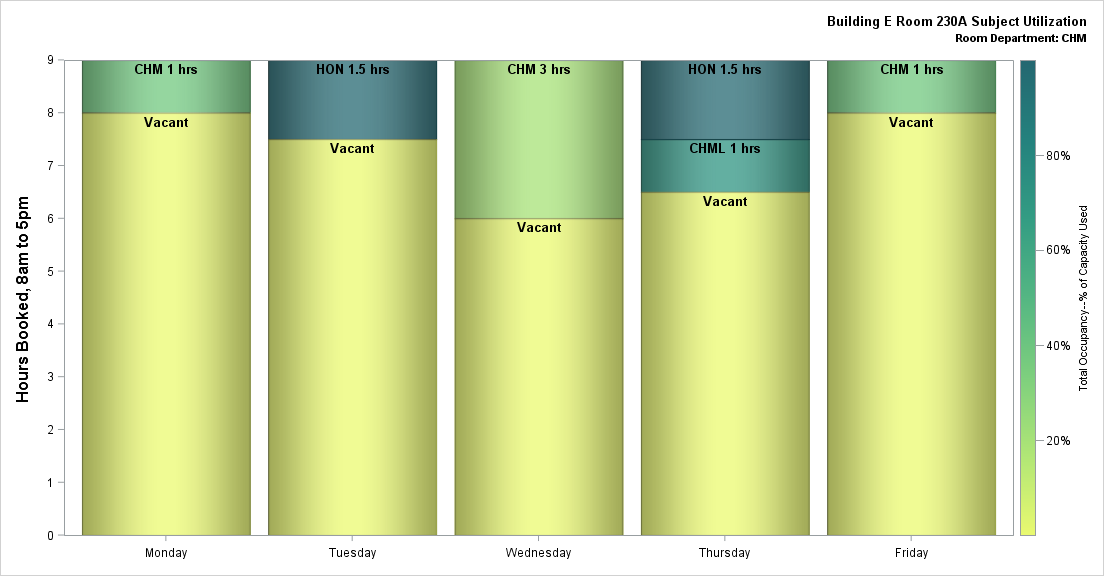 Building E Room 230A Subject Utilization
Room Department: CHM
Hours Booked, 8am to 5pm
9
8
7
6
5
4
3
2
1
0
CHM 1 hrs
Vacant
HON 1.5 hrs
Vacant
CHM 3 hrs
Vacant
HON 1.5 hrs
CHML 1 hrs
Vacant
CHM 1 hrs
Vacant
Monday
Tuesday
Wednesday
Thursday
Friday
80%
60%
40%
20%
Total Occupancy--% of Capacity Used